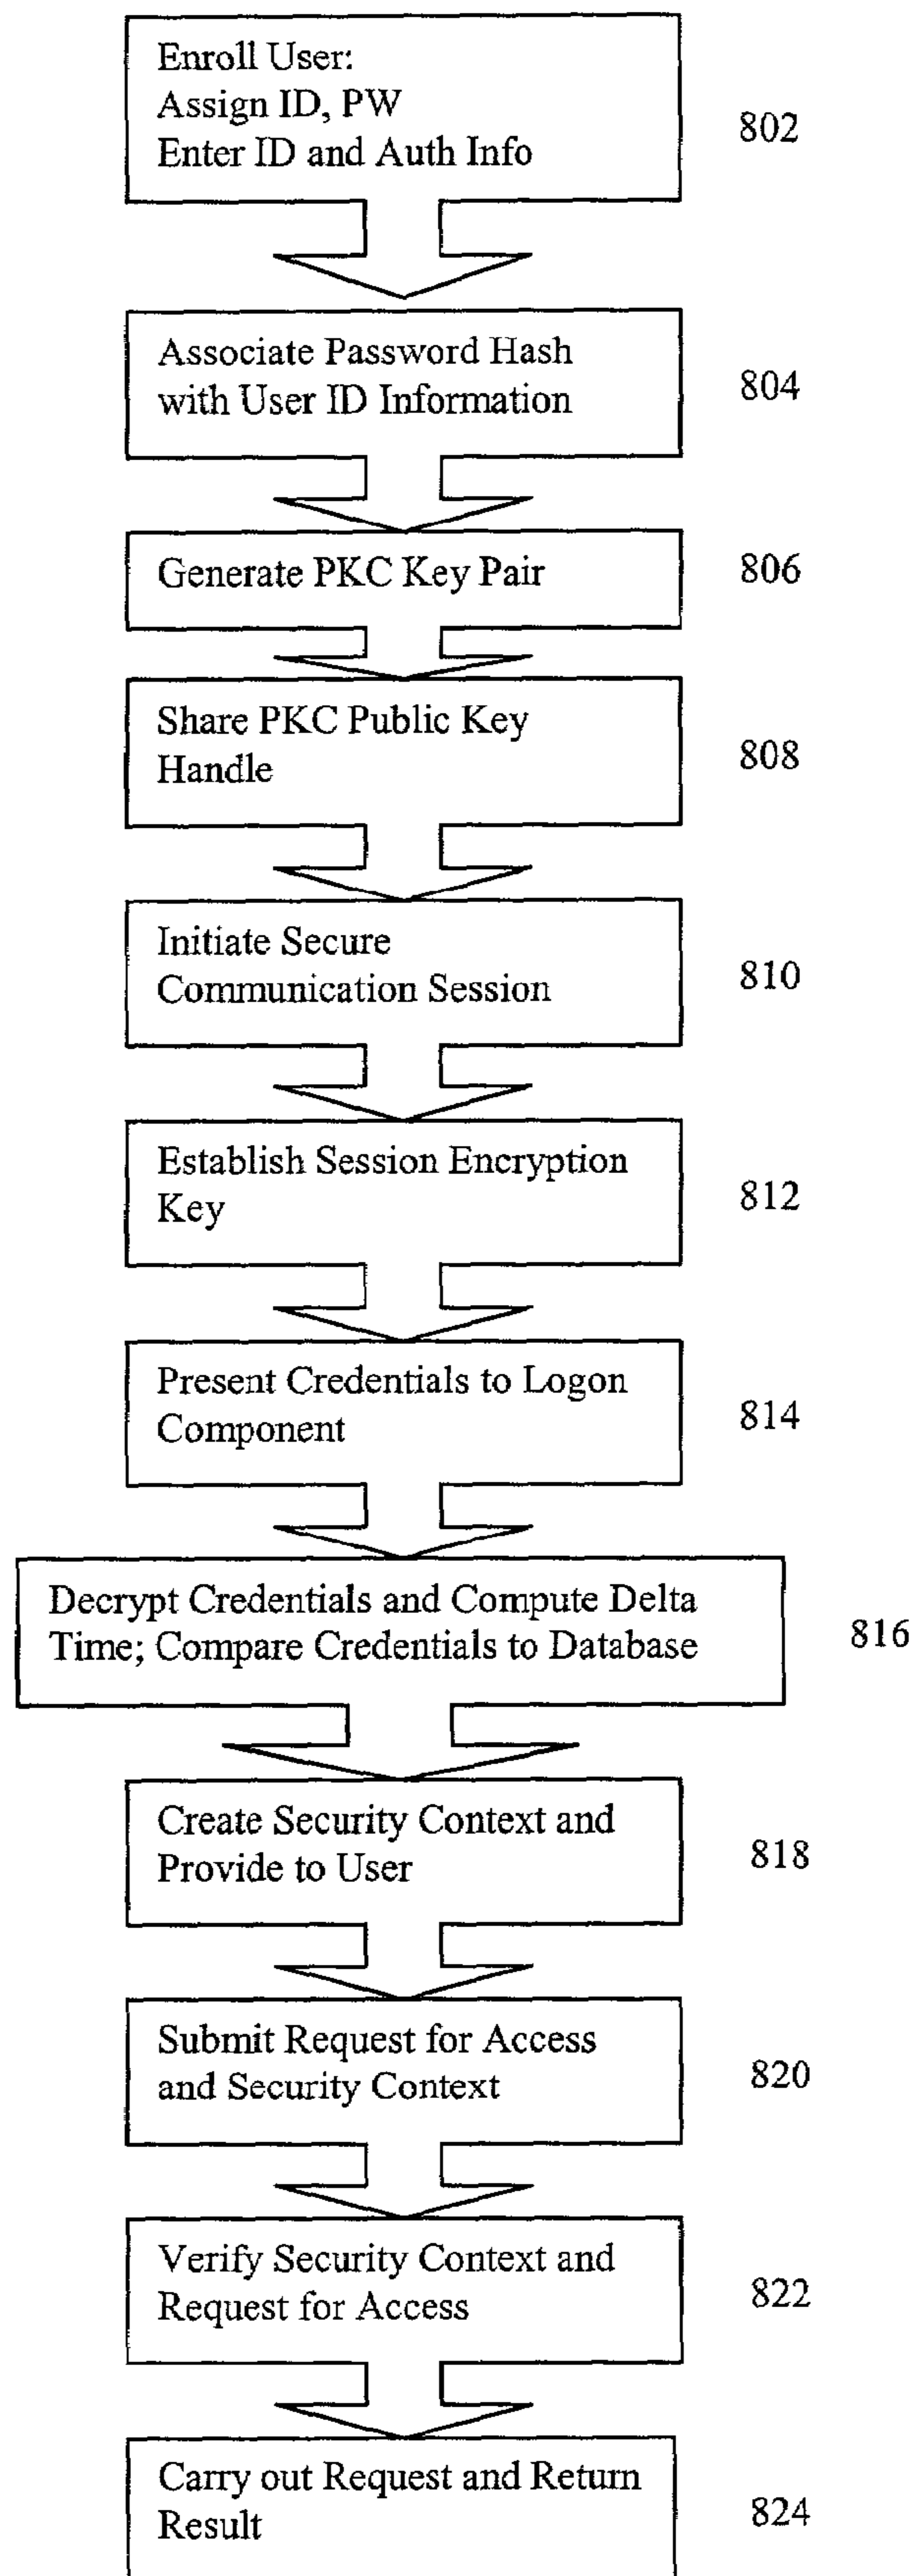 Enroll User:
Assign ID, PW
Enter ID and Auth Info
802
Associate Password Hash
with User ID Information
804
Generate PKC Key Pair
806
Share PKC Public Key
Handle
808
Initiate Secure
Communication Session
810
Establish Session Encryption
Key
812
Present Credentials to Logon
Component
814
Decrypt Credentials and Compute Delta
Time; Compare Credentials to Database
816
Create Security Context and
Provide to User
818
Submit Request for Access
and Security Context
820
Verify Security Context and
Request for Access
822
Carry out Request and Return
Result
824